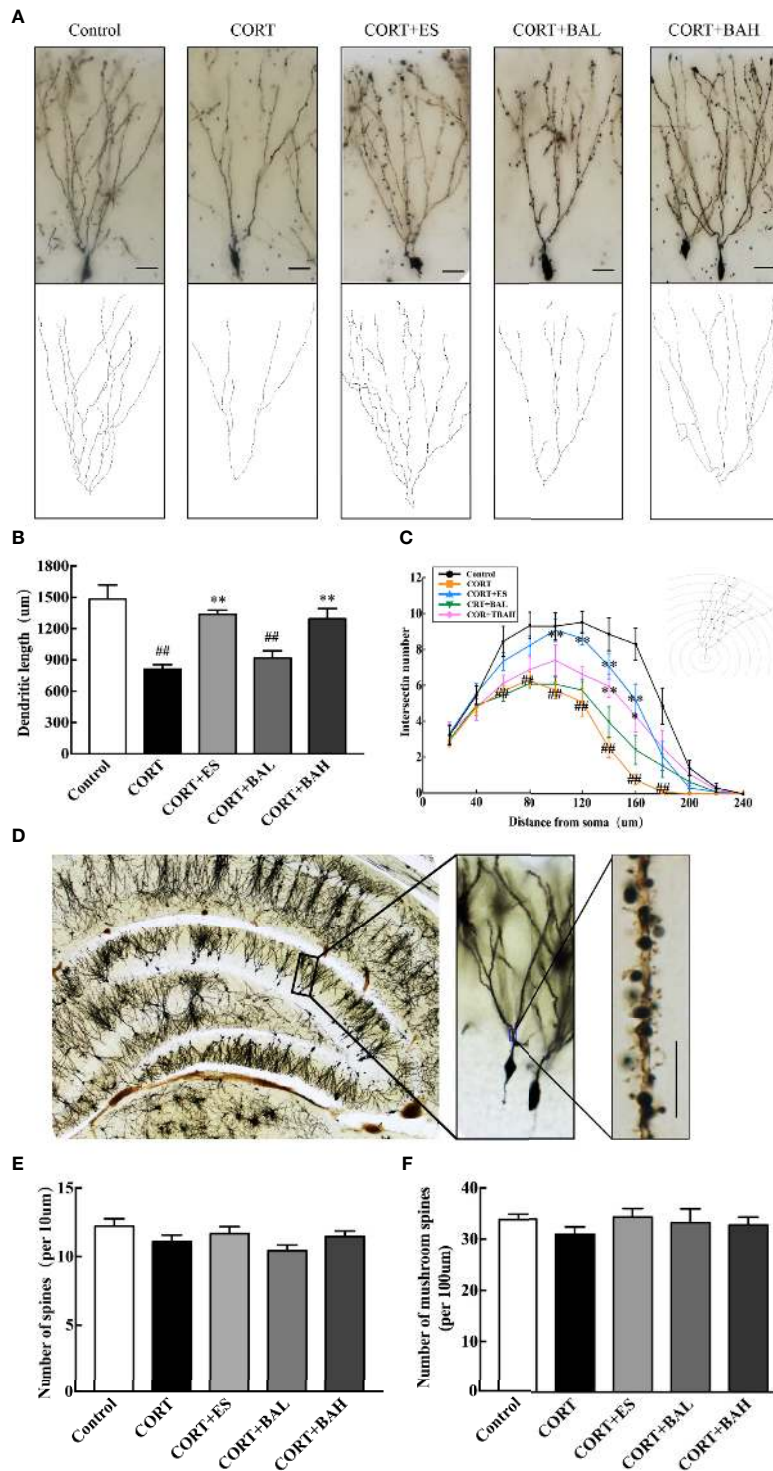 A
Control
CORT
CORT+ES
CORT+BAL
CORT+BAH
B
Dendritic length (um)
1800
1500
1200
900
600
300
0
##
**
##
**
Control
CORT
CORT+ES
CORT+BAL
CORT+BAH
C
Intersectin number
12
10
8
6
4
2
0
Control
CORT
CORT+ES
CRT+BAL
COR+TBAH
**
**
**
**
**
*
##
##
##
##
##
##
##
0
40
80
120
160
200
240
Distance from soma (um)
D
E
Number of spines (per 10um)
15
10
5
0
Control
CORT
CORT+ES
CORT+BAL
CORT+BAH
F
Number of mushroom spines
(per 100um)
40
30
20
10
0
Control
CORT
CORT+ES
CORT+BAL
CORT+BAH